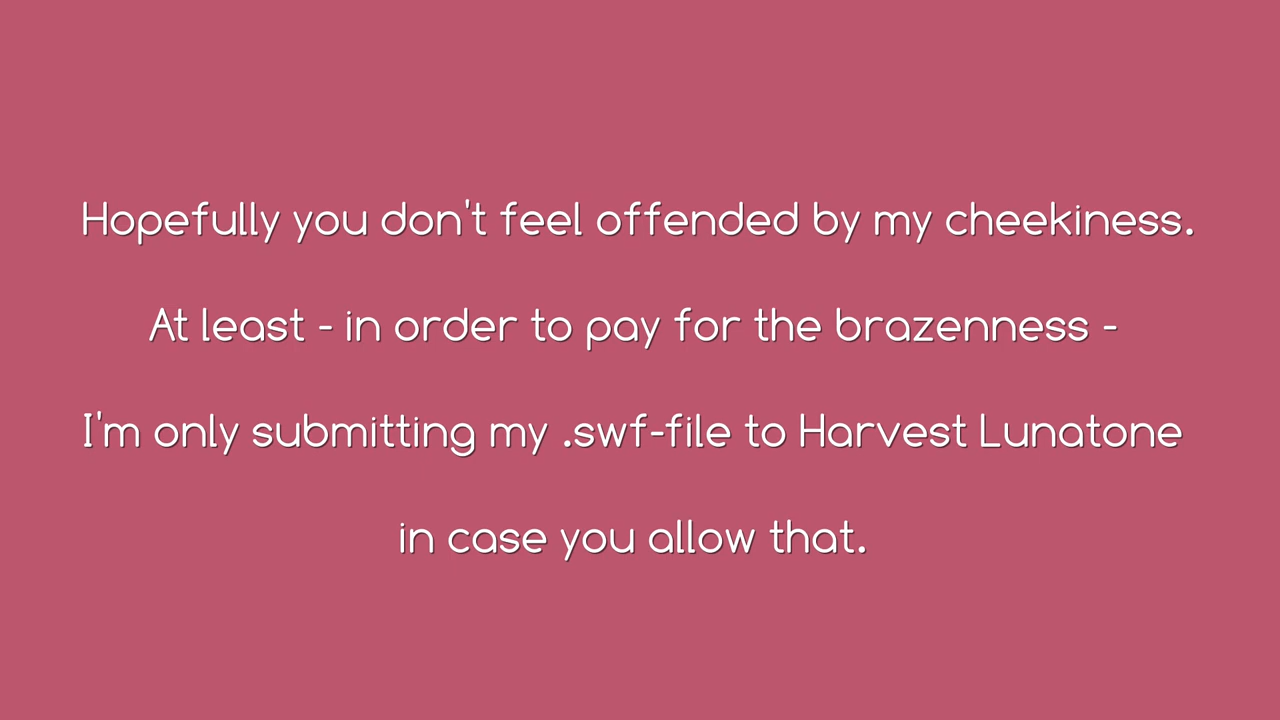 Hopefully you don't feel offended by my cheekiness.
At least - in order to pay for the brazenness -
I'm only submitting my .swf-file to Harvest Lunatone
in case you allow that.